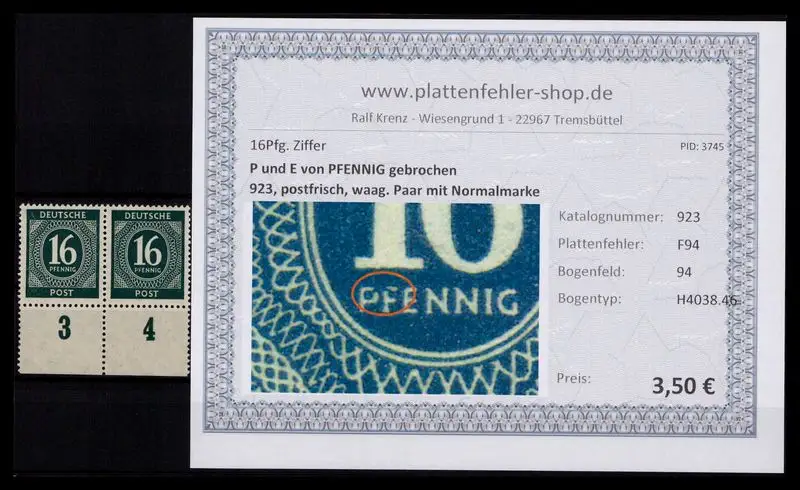 DEUTSCHE DEUTSCHE
16 16
PFENNIG PFENNIG
POST POST
3 4
www.plattenfehler-shop.de
Ralf Krenz - Wiesengrund 1 - 22967 Tremsbüttel
16Pfg. Ziffer PID: 3745
P und E von PFENNIG gebrochen
923, postfrisch, waag. Paar mit Normalmarke
16
PFENNIG
Katalognummer: 923
Plattenfehler: F94
Bogenfeld: 94
Bogentyp: H4038.46
Preis: 3,50 €